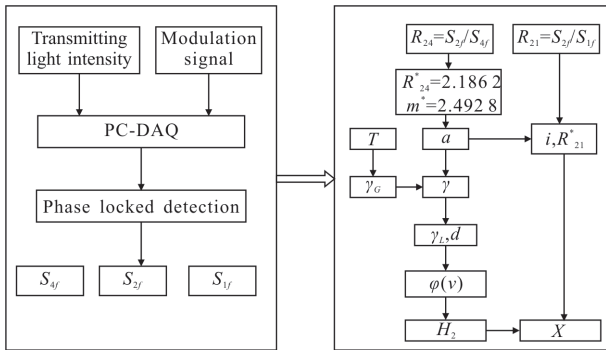 Transmitting
light intensity
Modulation
signal
PC-DAQ
Phase locked detection
S4f
S2f
S1f
R24=S2f/S4f
R21=S2f/S1f
R*24=2.186 2
m*=2.492 8
T
a
i,R*21
γG
γ
γL,d
φ(v)
H2
X